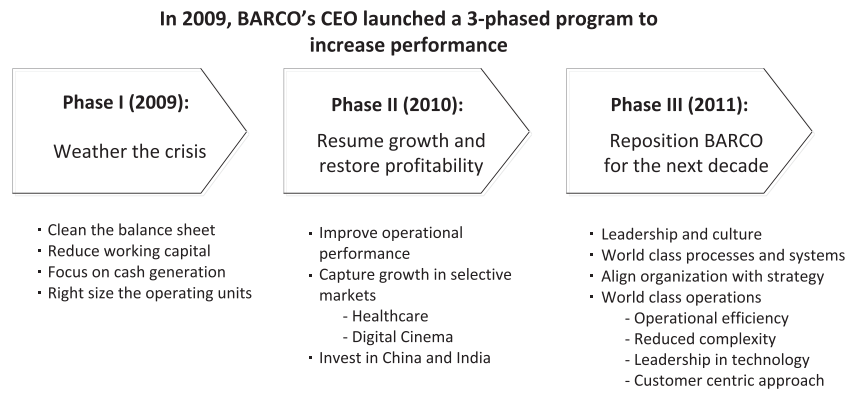 In 2009, BARCO’s CEO launched a 3-phased program to
increase performance
Phase I (2009):
Weather the crisis
▪ Clean the balance sheet
▪ Reduce working capital
▪ Focus on cash generation
▪ Right size the operating units
Phase II (2010):
Resume growth and
restore profitability
▪ Improve operational
performance
▪ Capture growth in selective
markets
- Healthcare
- Digital Cinema
▪ Invest in China and India
Phase III (2011):
Reposition BARCO
for the next decade
▪ Leadership and culture
▪ World class processes and systems
▪ Align organization with strategy
▪ World class operations
- Operational efficiency
- Reduced complexity
- Leadership in technology
- Customer centric approach